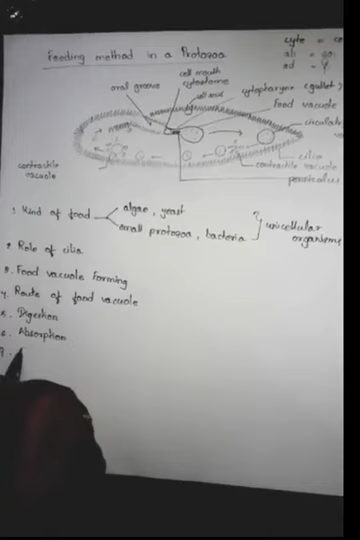 cyte =
Feeding method in a Protozoa
cell mouth
cytostome
oral groove
cytopharynx (gullet)
food vacuole
cilia
contractile vacuole
contractile
vacuole
1. Kind of food
algae, yeast
small protozoa, bacteria
unicellular
organisms
2. Role of cilia
3. Food vacuole Forming
4. Route of food vacuole
5. Digestion
6. Absorption
7.